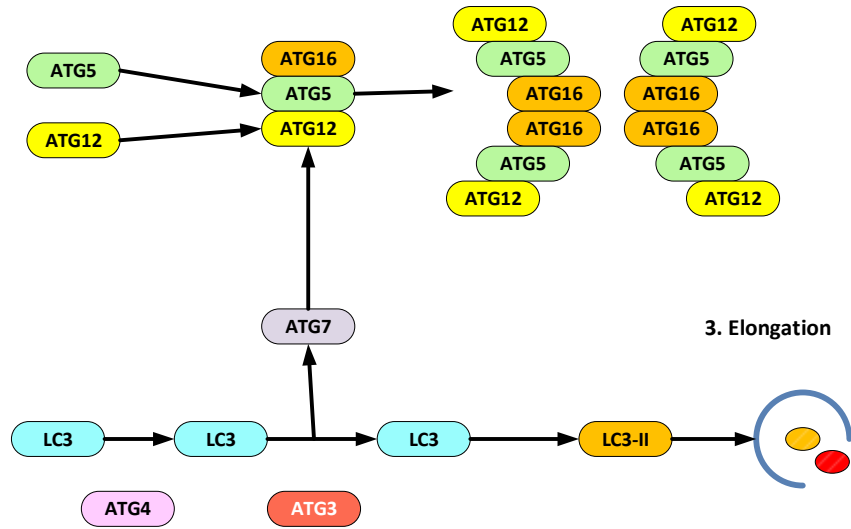 ATG12
ATG12
ATG16
ATG5
ATG5
ATG5
ATG5
ATG16
ATG16
ATG12
ATG12
ATG16
ATG16
ATG5
ATG5
ATG12
ATG12
ATG7
3. Elongation
LC3
LC3
LC3
LC3-II
ATG4
ATG3